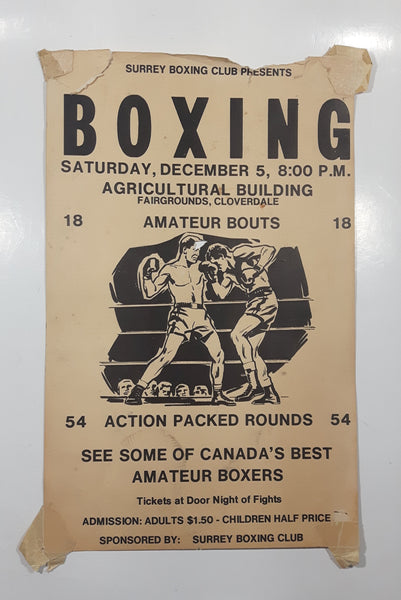 SURREY BOXING CLUB PRESENTS
BOXING
SATURDAY, DECEMBER 5, 8:00 P.M.
AGRICULTURAL BUILDING
FAIRGROUNDS, CLOVERDALE
18 AMATEUR BOUTS 18
54 ACTION PACKED ROUNDS 54
SEE SOME OF CANADA'S BEST
AMATEUR BOXERS
Tickets at Door Night of Fights
ADMISSION: ADULTS $1.50 - CHILDREN HALF PRICE
SPONSORED BY: SURREY BOXING CLUB